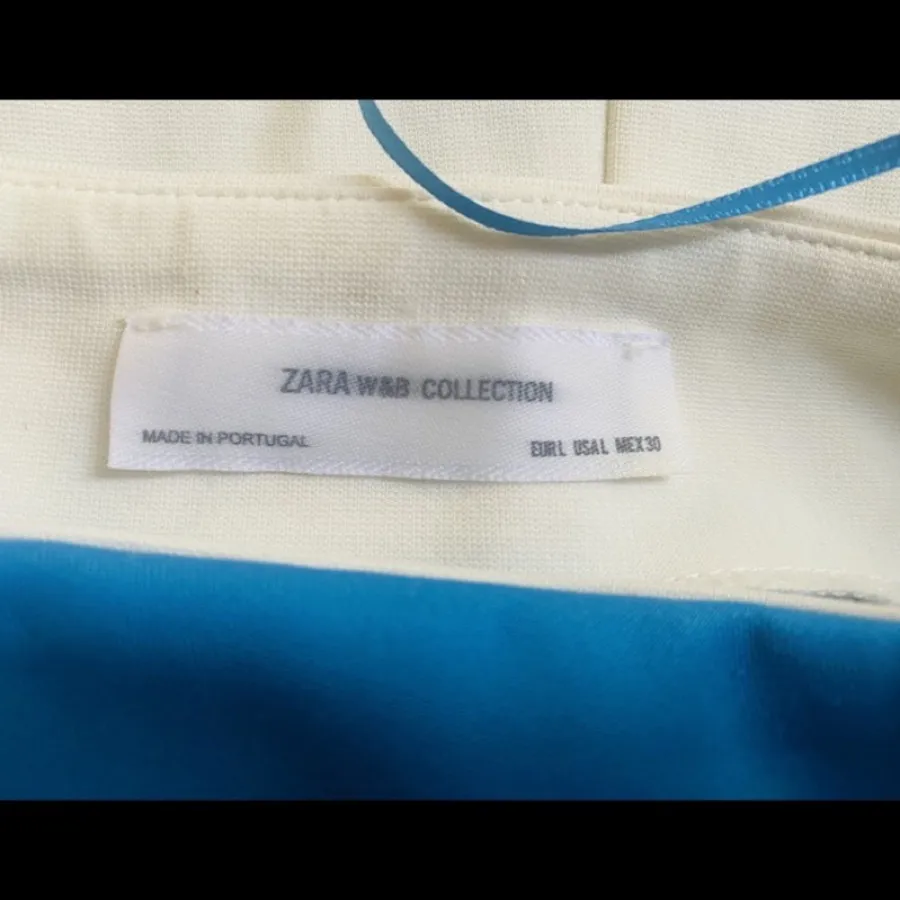 ZARA W&B COLLECTION
MADE IN PORTUGAL
EUR L USA L MEX 30